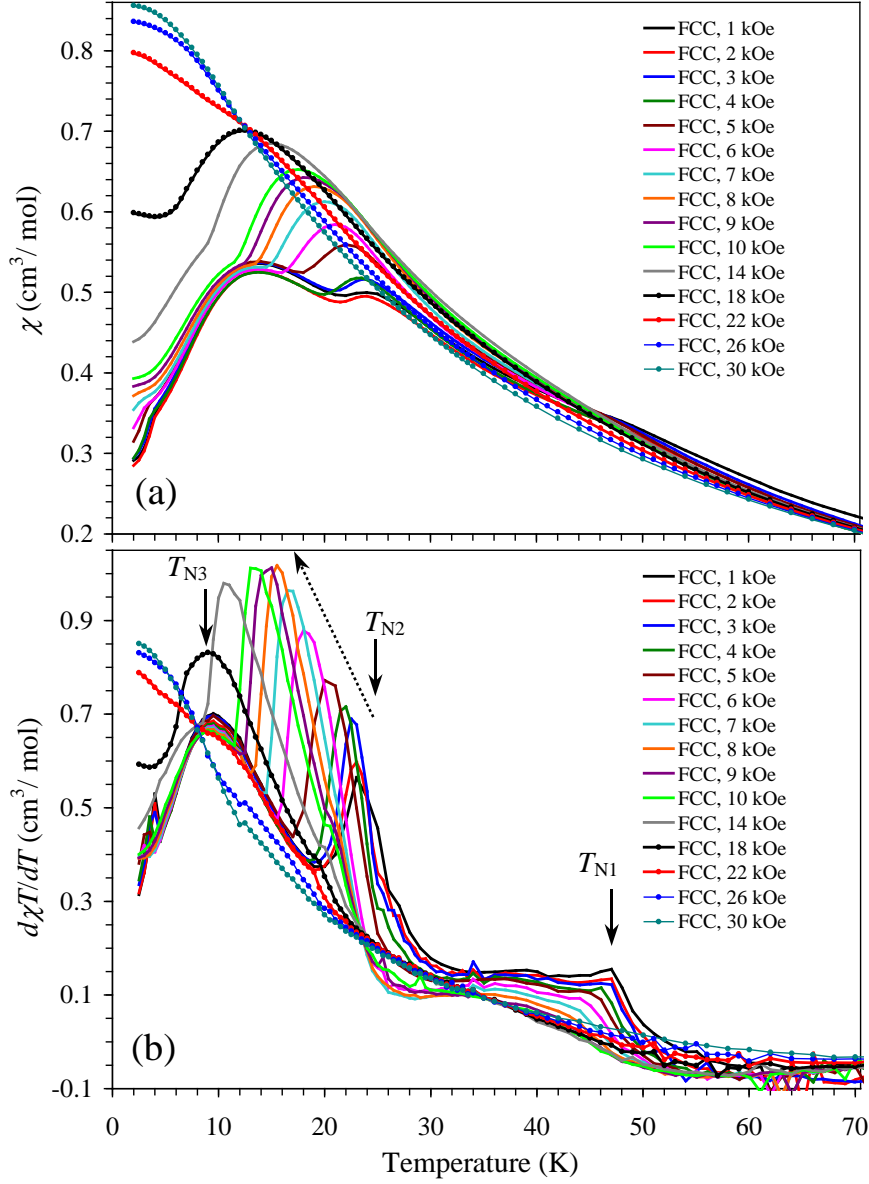 0.8
0.7
0.6
0.5
0.4
0.3
0.2
χ (cm³/ mol)
(a)
FCC, 1 kOe
FCC, 2 kOe
FCC, 3 kOe
FCC, 4 kOe
FCC, 5 kOe
FCC, 6 kOe
FCC, 7 kOe
FCC, 8 kOe
FCC, 9 kOe
FCC, 10 kOe
FCC, 14 kOe
FCC, 18 kOe
FCC, 22 kOe
FCC, 26 kOe
FCC, 30 kOe
0.9
0.7
0.5
0.3
0.1
-0.1
dχT/dT (cm³/ mol)
(b)
T_N3
T_N2
T_N1
FCC, 1 kOe
FCC, 2 kOe
FCC, 3 kOe
FCC, 4 kOe
FCC, 5 kOe
FCC, 6 kOe
FCC, 7 kOe
FCC, 8 kOe
FCC, 9 kOe
FCC, 10 kOe
FCC, 14 kOe
FCC, 18 kOe
FCC, 22 kOe
FCC, 26 kOe
FCC, 30 kOe
0 10 20 30 40 50 60 70
Temperature (K)